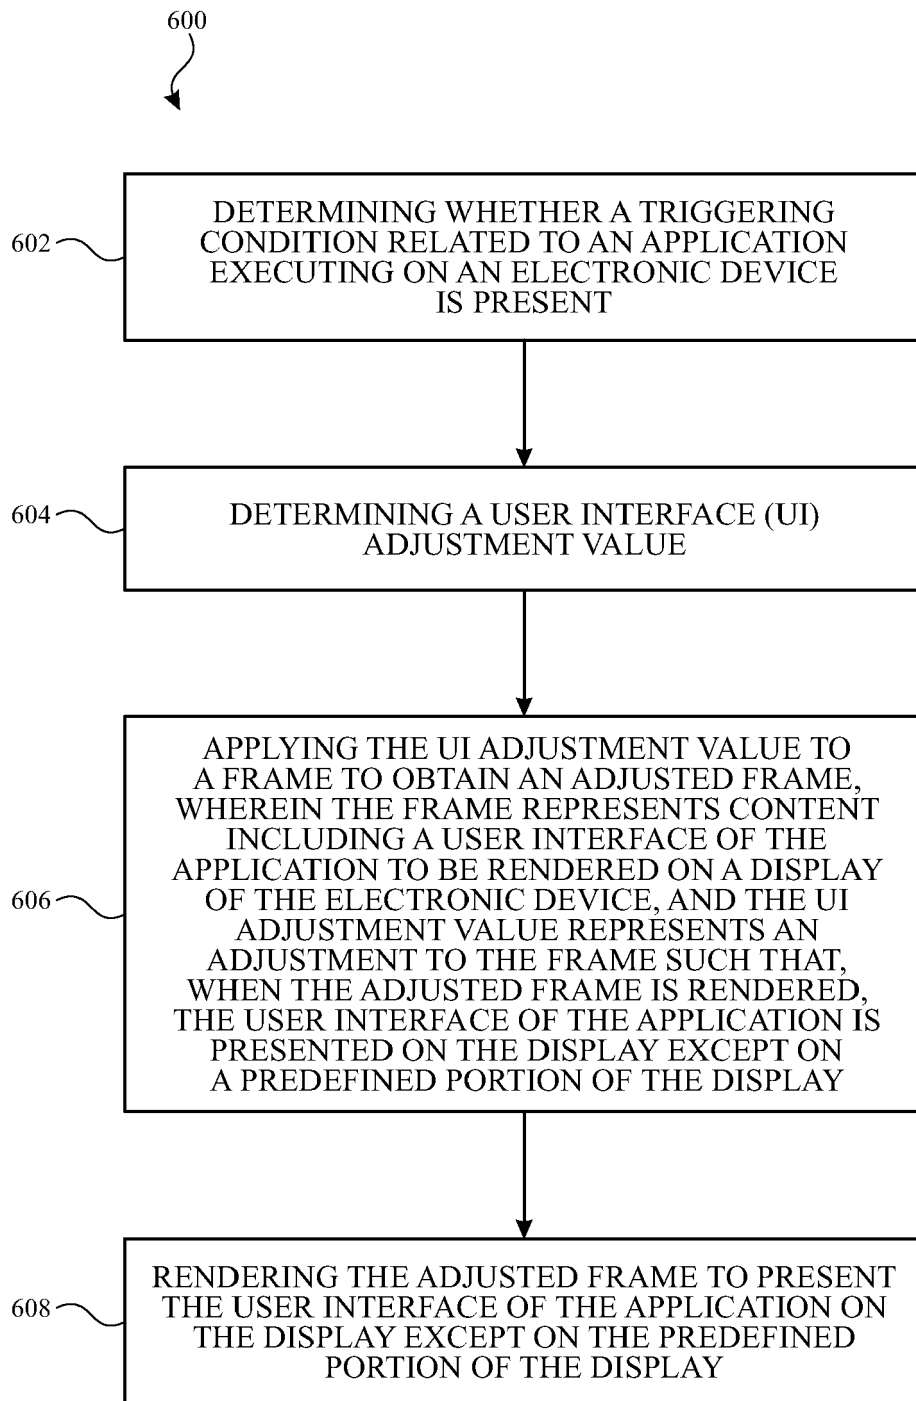 600
602
DETERMINING WHETHER A TRIGGERING
CONDITION RELATED TO AN APPLICATION
EXECUTING ON AN ELECTRONIC DEVICE
IS PRESENT
604
DETERMINING A USER INTERFACE (UI)
ADJUSTMENT VALUE
606
APPLYING THE UI ADJUSTMENT VALUE TO
A FRAME TO OBTAIN AN ADJUSTED FRAME,
WHEREIN THE FRAME REPRESENTS CONTENT
INCLUDING A USER INTERFACE OF THE
APPLICATION TO BE RENDERED ON A DISPLAY
OF THE ELECTRONIC DEVICE, AND THE UI
ADJUSTMENT VALUE REPRESENTS AN
ADJUSTMENT TO THE FRAME SUCH THAT,
WHEN THE ADJUSTED FRAME IS RENDERED,
THE USER INTERFACE OF THE APPLICATION IS
PRESENTED ON THE DISPLAY EXCEPT ON
A PREDEFINED PORTION OF THE DISPLAY
608
RENDERING THE ADJUSTED FRAME TO PRESENT
THE USER INTERFACE OF THE APPLICATION ON
THE DISPLAY EXCEPT ON THE PREDEFINED
PORTION OF THE DISPLAY